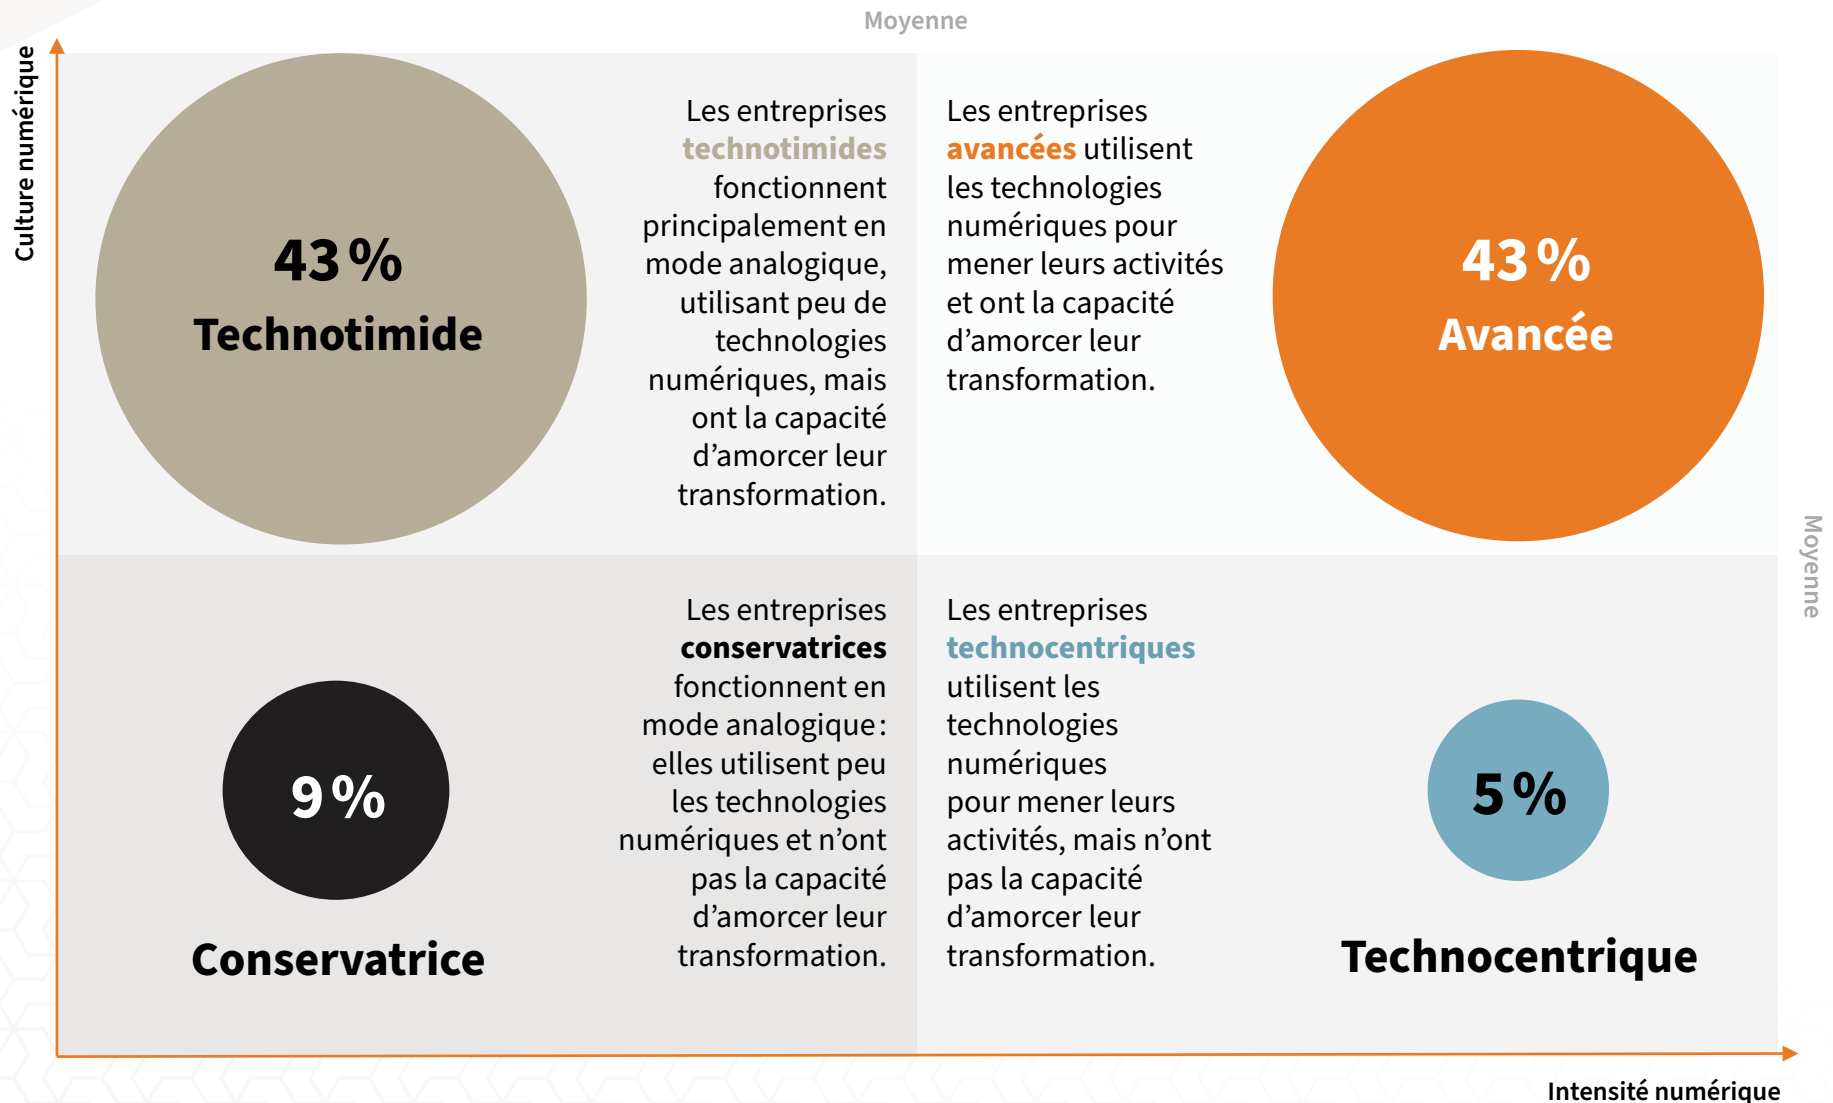 Moyenne
Culture numérique
43 %
Technotimide
Les entreprises
technotimides
fonctionnent
principalement en
mode analogique,
utilisant peu de
technologies
numériques, mais
ont la capacité
d’amorcer leur
transformation.
Les entreprises
avancées utilisent
les technologies
numériques pour
mener leurs activités
et ont la capacité
d’amorcer leur
transformation.
43 %
Avancée
Moyenne
9 %
Conservatrice
Les entreprises
conservatrices
fonctionnent en
mode analogique :
elles utilisent peu
les technologies
numériques et n’ont
pas la capacité
d’amorcer leur
transformation.
Les entreprises
technocentriques
utilisent les
technologies
numériques
pour mener leurs
activités, mais n’ont
pas la capacité
d’amorcer leur
transformation.
5 %
Technocentrique
Intensité numérique